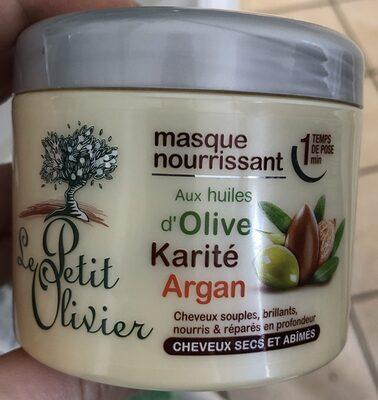 Le Petit
Olivier
masque
nourrissant
1 TEMPS
DE POSE
min
Aux huiles
d'Olive
Karité
Argan
Cheveux souples, brillants,
nourris & réparés en profondeur
CHEVEUX SECS ET ABÎMÉS